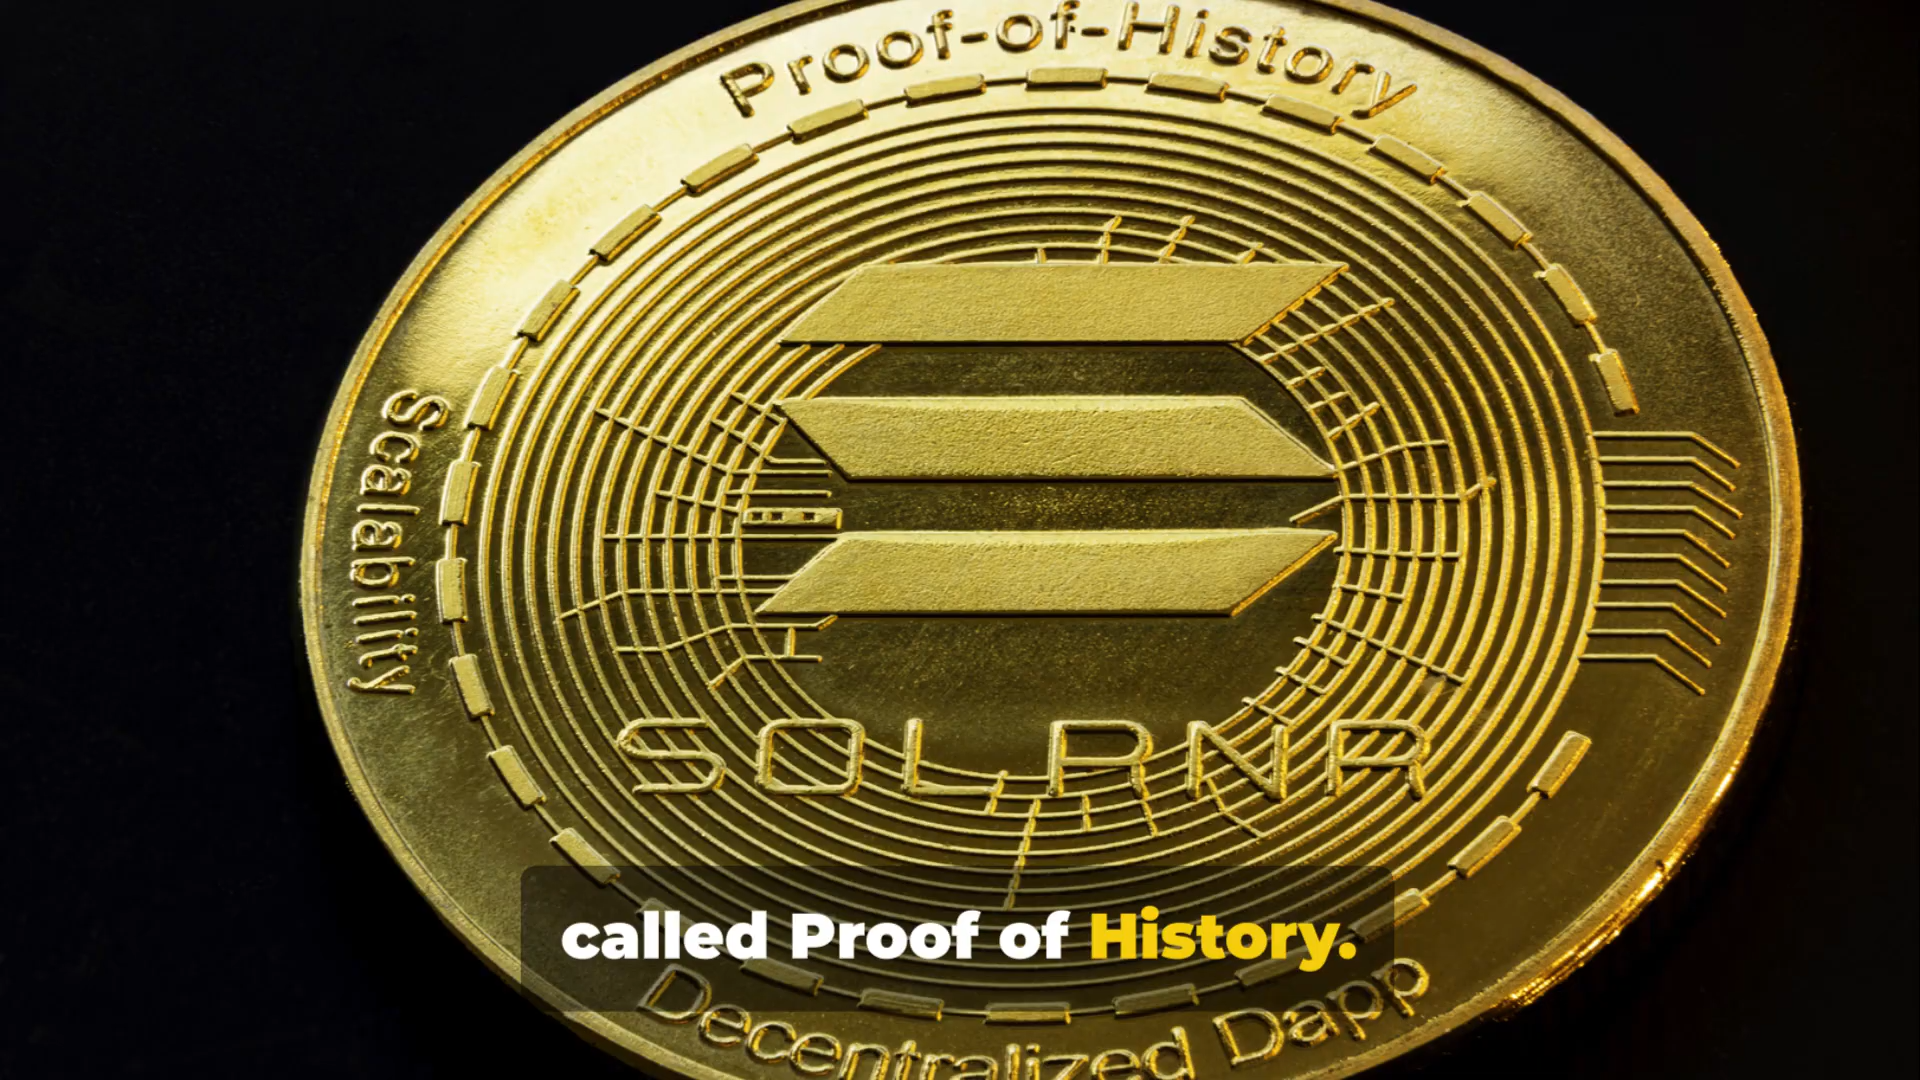 Proof-of-History
Scalability
SOLANA
called Proof of History.
Decentralized Dapp